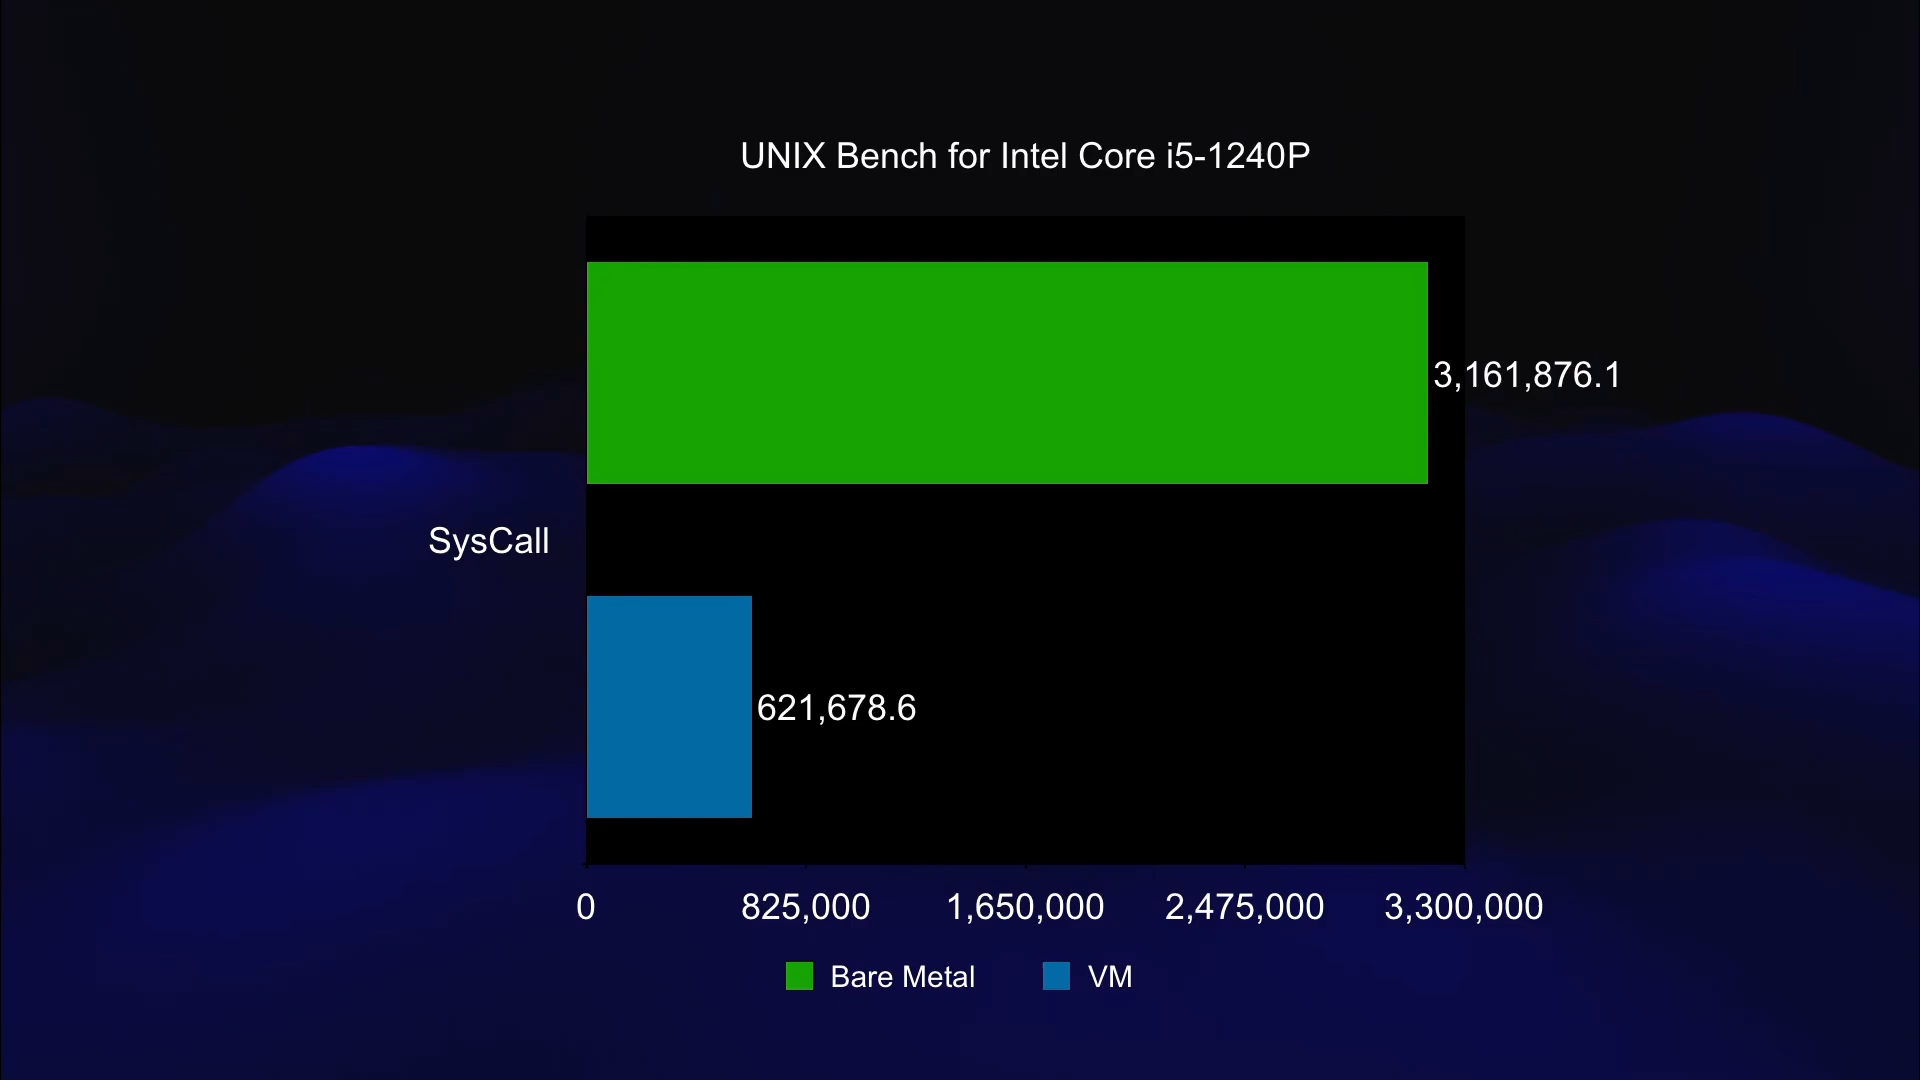 UNIX Bench for Intel Core i5-1240P
3,161,876.1
SysCall
621,678.6
0 825,000 1,650,000 2,475,000 3,300,000
Bare Metal VM